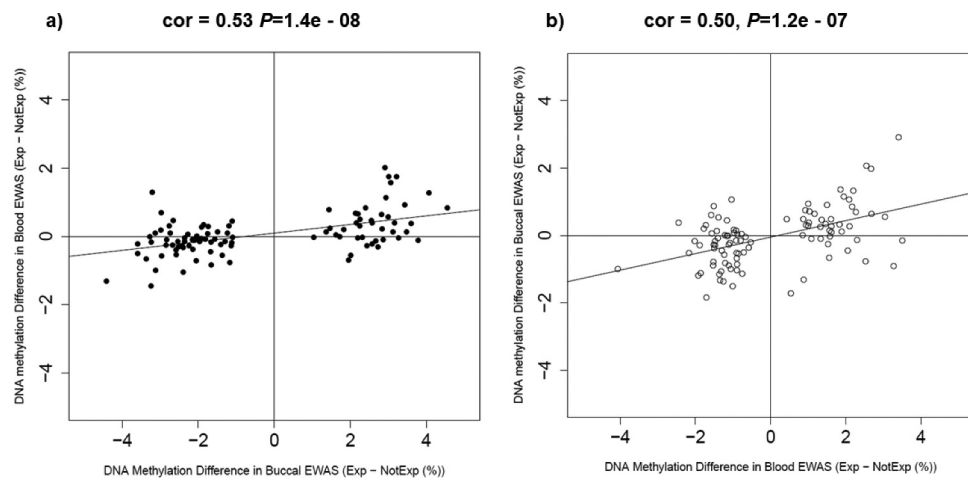 a) cor = 0.53 P=1.4e - 08
DNA methylation Difference in Blood EWAS (Exp − NotExp (%))
4
2
0
−2
−4
−4 −2 0 2 4
DNA Methylation Difference in Buccal EWAS (Exp − NotExp (%))
b) cor = 0.50, P=1.2e - 07
DNA methylation Difference in Buccal EWAS (Exp − NotExp (%))
4
2
0
−2
−4
−4 −2 0 2 4
DNA Methylation Difference in Blood EWAS (Exp − NotExp (%))